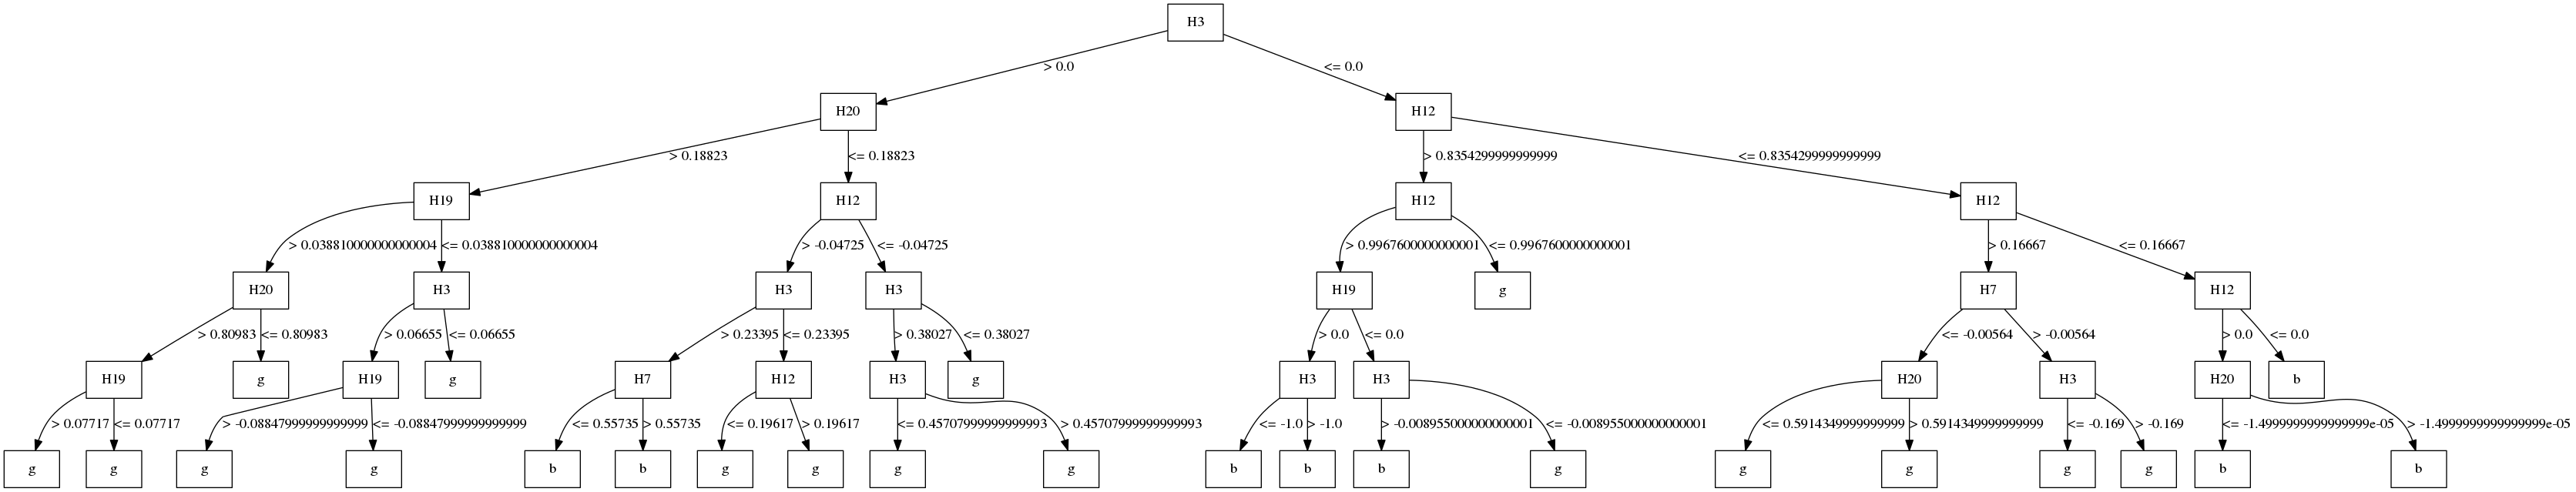 H3
> 0.0
<= 0.0
H20
H12
> 0.18823
<= 0.18823
> 0.8354299999999999
<= 0.8354299999999999
H19
H12
H12
H12
> 0.038810000000000004
<= 0.038810000000000004
> -0.04725
<= -0.04725
> 0.9967600000000001
<= 0.9967600000000001
> 0.16667
<= 0.16667
H20
H3
H3
H3
H19
g
H7
H12
> 0.80983
<= 0.80983
> 0.06655
<= 0.06655
> 0.23395
<= 0.23395
> 0.38027
<= 0.38027
> 0.0
<= 0.0
<= -0.00564
> -0.00564
> 0.0
<= 0.0
H19
g
H19
g
H7
H12
H3
g
H3
H3
H20
H3
H20
b
> 0.07717
<= 0.07717
> -0.08847999999999999
<= -0.08847999999999999
<= 0.55735
> 0.55735
<= 0.19617
> 0.19617
<= 0.45707999999999993
> 0.45707999999999993
<= -1.0
> -1.0
> -0.008955000000000001
<= -0.008955000000000001
<= 0.5914349999999999
> 0.5914349999999999
<= -0.169
> -0.169
<= -1.4999999999999999e-05
> -1.4999999999999999e-05
g
g
g
g
b
b
g
g
g
g
b
b
b
g
g
g
g
g
b
b